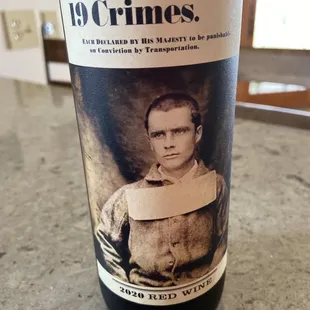 19 Crimes.
Each Declared by His Majesty to be punishable
on Conviction by Transportation.
2020 RED WINE